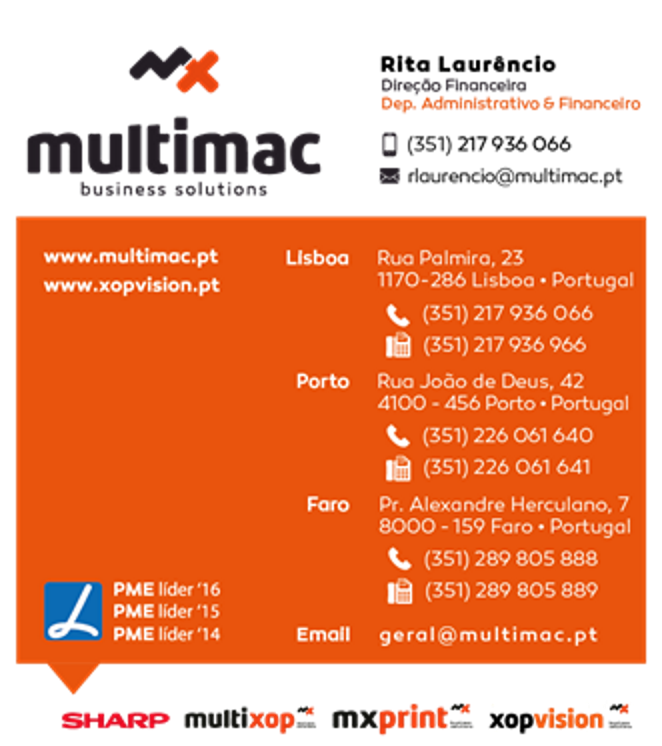 multimac
business solutions
Rita Laurêncio
Direção Financeira
Dep. Administrativo & Financeiro
(351) 217 936 066
rlaurencio@multimac.pt
www.multimac.pt
www.xopvision.pt
Lisboa
Rua Palmira, 23
1170-286 Lisboa • Portugal
(351) 217 936 066
(351) 217 936 966
Porto
Rua João de Deus, 42
4100 - 456 Porto • Portugal
(351) 226 061 640
(351) 226 061 641
Faro
Pr. Alexandre Herculano, 7
8000 - 159 Faro • Portugal
(351) 289 805 888
(351) 289 805 889
PME líder ‘16
PME líder ‘15
PME líder ‘14
Email geral@multimac.pt
SHARP multixop mxprint xopvision